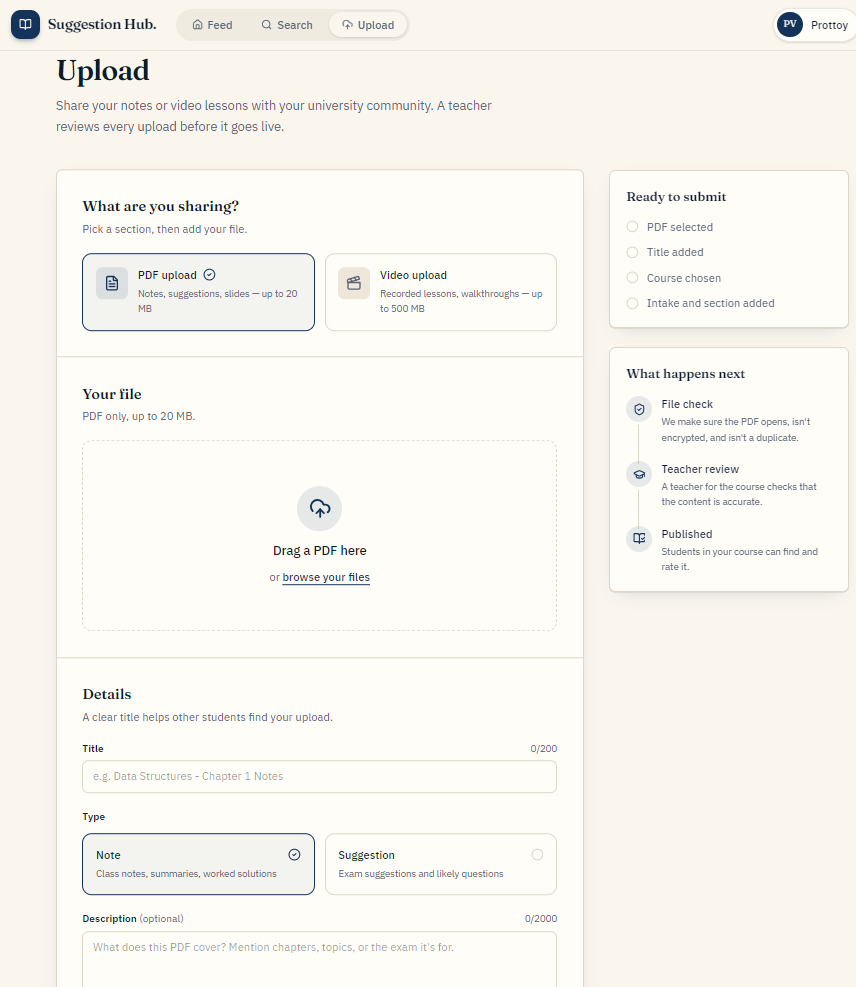 Suggestion Hub.
Feed
Search
Upload
PV
Prottoy
Upload
Share your notes or video lessons with your university community. A teacher
reviews every upload before it goes live.
What are you sharing?
Pick a section, then add your file.
PDF upload
Notes, suggestions, slides — up to 20
MB
Video upload
Recorded lessons, walkthroughs — up
to 500 MB
Your file
PDF only, up to 20 MB.
Drag a PDF here
or browse your files
Details
A clear title helps other students find your upload.
Title
0/200
e.g. Data Structures - Chapter 1 Notes
Type
Note
Class notes, summaries, worked solutions
Suggestion
Exam suggestions and likely questions
Description (optional)
0/2000
What does this PDF cover? Mention chapters, topics, or the exam it's for.
Ready to submit
PDF selected
Title added
Course chosen
Intake and section added
What happens next
File check
We make sure the PDF opens, isn't
encrypted, and isn't a duplicate.
Teacher review
A teacher for the course checks that
the content is accurate.
Published
Students in your course can find and
rate it.